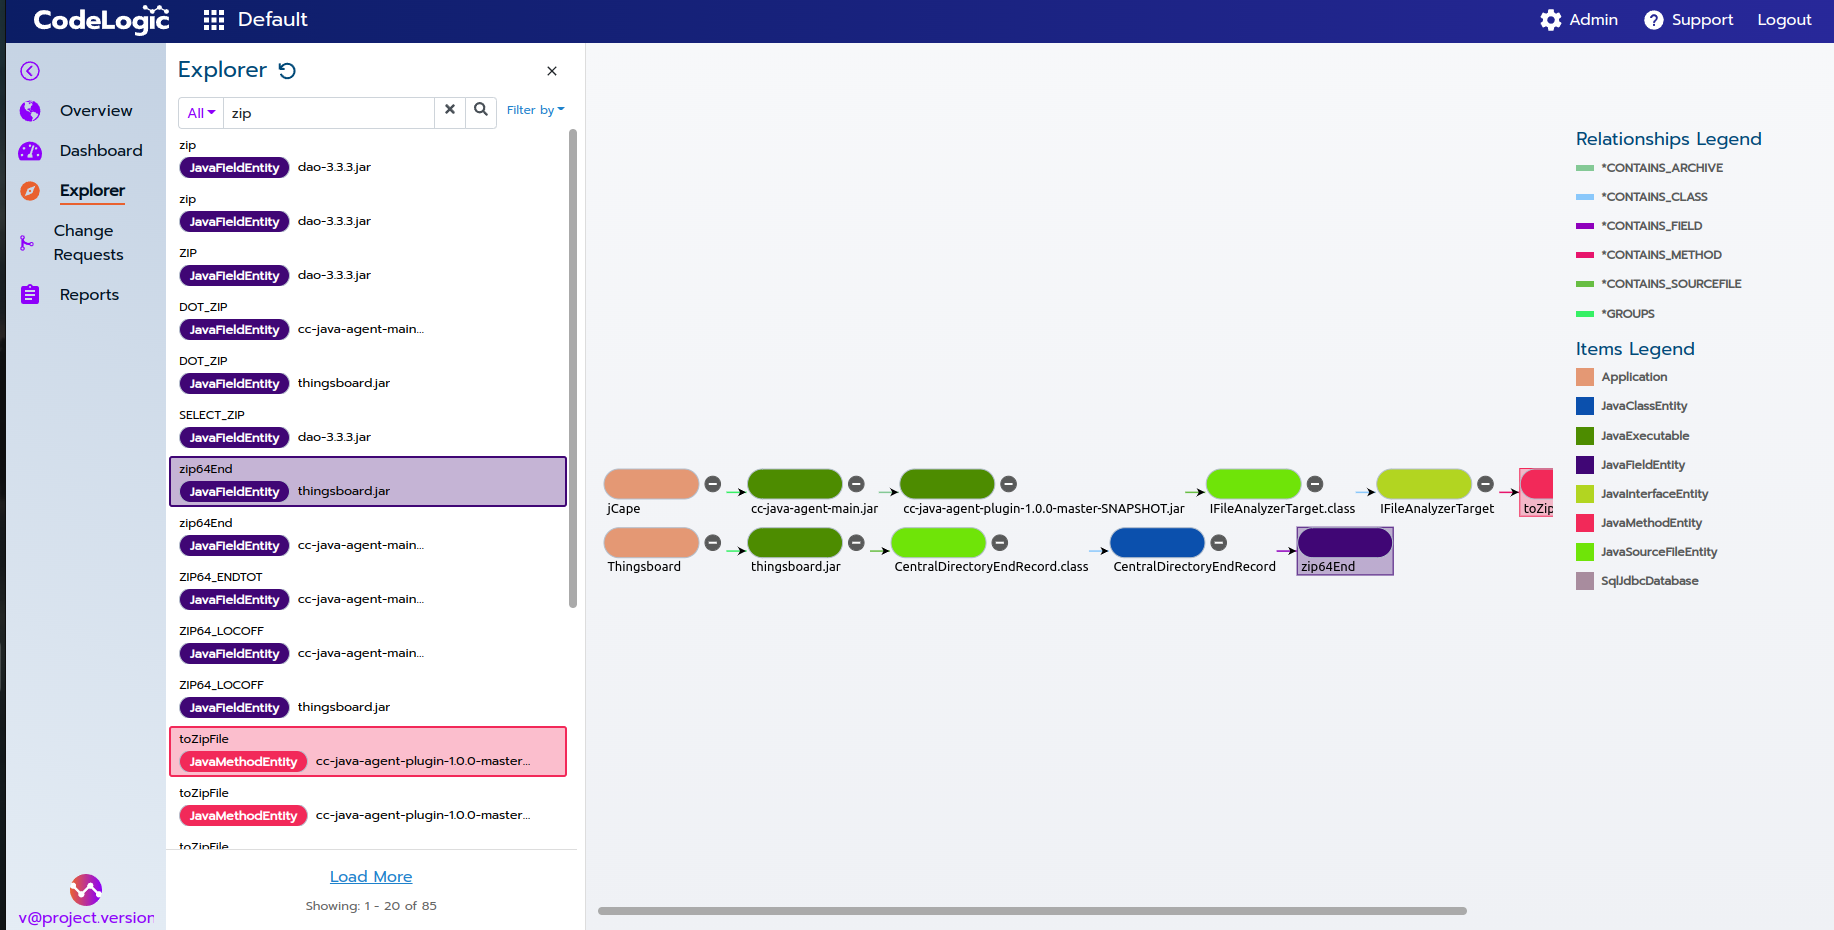 CodeLogic
Default
Admin
Support
Logout
Overview
Dashboard
Explorer
Change
Requests
Reports
v@project.version
Explorer
All
zip
Filter by
zip
JavaFieldEntity dao-3.3.3.jar
zip
JavaFieldEntity dao-3.3.3.jar
ZIP
JavaFieldEntity dao-3.3.3.jar
DOT_ZIP
JavaFieldEntity cc-java-agent-main...
DOT_ZIP
JavaFieldEntity thingsboard.jar
SELECT_ZIP
JavaFieldEntity dao-3.3.3.jar
zip64End
JavaFieldEntity thingsboard.jar
zip64End
JavaFieldEntity cc-java-agent-main...
ZIP64_ENDTOT
JavaFieldEntity cc-java-agent-main...
ZIP64_LOCOFF
JavaFieldEntity cc-java-agent-main...
ZIP64_LOCOFF
JavaFieldEntity thingsboard.jar
toZipFile
JavaMethodEntity cc-java-agent-plugin-1.0.0-master...
toZipFile
JavaMethodEntity cc-java-agent-plugin-1.0.0-master...
toZipFile
Load More
Showing: 1 - 20 of 85
jCape cc-java-agent-main.jar cc-java-agent-plugin-1.0.0-master-SNAPSHOT.jar IFileAnalyzerTarget.class IFileAnalyzerTarget toZip
Thingsboard thingsboard.jar CentralDirectoryEndRecord.class CentralDirectoryEndRecord zip64End
Relationships Legend
*CONTAINS_ARCHIVE
*CONTAINS_CLASS
*CONTAINS_FIELD
*CONTAINS_METHOD
*CONTAINS_SOURCEFILE
*GROUPS
Items Legend
Application
JavaClassEntity
JavaExecutable
JavaFieldEntity
JavaInterfaceEntity
JavaMethodEntity
JavaSourceFileEntity
SqlJdbcDatabase